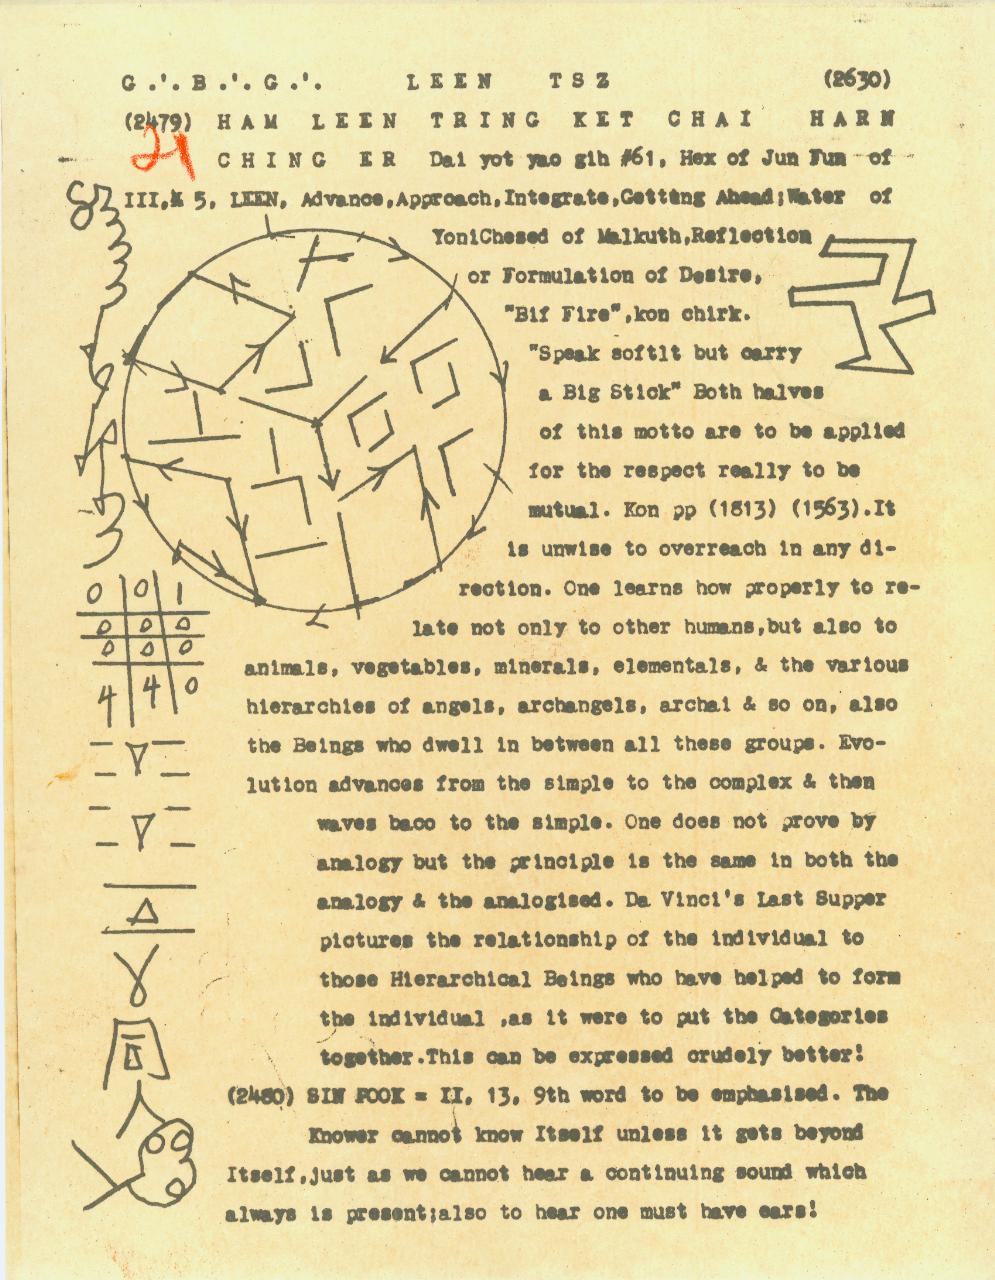 G.'.B.'.G.'. LEEN TSZ (2630)
(2479) HAM LEEN TRING KET CHAI HARN
21 CHING ER Dai yot yao gih #61, Hex of Jun Fun of
III,& 5, LEEN, Advance,Approach,Integrate,Getting Ahead;Water of
YoniChesed of Malkuth,Reflection
or Formulation of Desire,
"Bif Fire",kon chirk.
"Speak softlt but carry
a Big Stick" Both halves
of this motto are to be applied
for the respect really to be
mutual. Kon pp (1813) (1563).It
is unwise to overreach in any di-
rection. One learns how properly to re-
late not only to other humans,but also to
animals, vegetables, minerals, elementals, & the various
hierarchies of angels, archangels, archai & so on, also
the Beings who dwell in between all these groups. Evo-
lution advances from the simple to the complex & then
waves baco to the simple. One does not prove by
analogy but the principle is the same in both the
analogy & the analogised. Da Vinci's Last Supper
pictures the relationship of the individual to
those Hierarchical Beings who have helped to form
the individual ,as it were to put the Categories
together.This can be expressed crudely better!
(2480) SIN FOOK = II, 13, 9th word to be emphasised. The
Knower cannot know Itself unless it gets beyond
Itself,just as we cannot hear a continuing sound which
always is present;also to hear one must have ears!
0 0 1
0 0 0
0 0 0
4 4 0